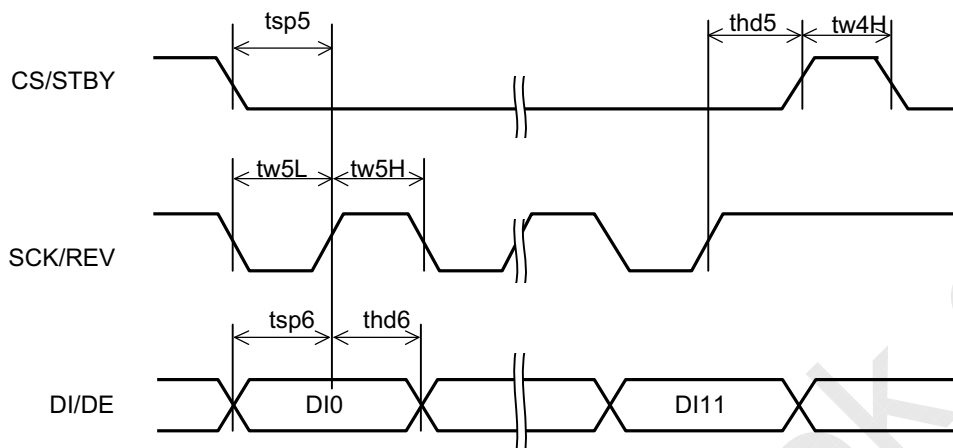 tsp5
thd5
tw4H
CS/STBY
tw5L
tw5H
SCK/REV
tsp6
thd6
DI/DE
DI0
DI11